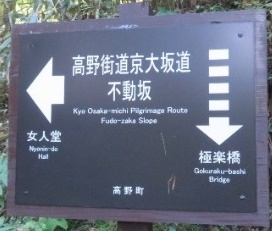 高野街道京大坂道
不動坂
Kyo Osaka-michi Pilgrimage Route
Fudo-zaka Slope
女人堂
Nyonin-do
Hall
極楽橋
Gokuraku-bashi
Bridge
高野町